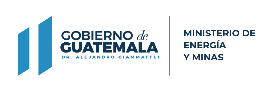 GOBIERNO de
GUATEMALA
DR. ALEJANDRO GIAMMATTEI
MINISTERIO DE
ENERGÍA
Y MINAS